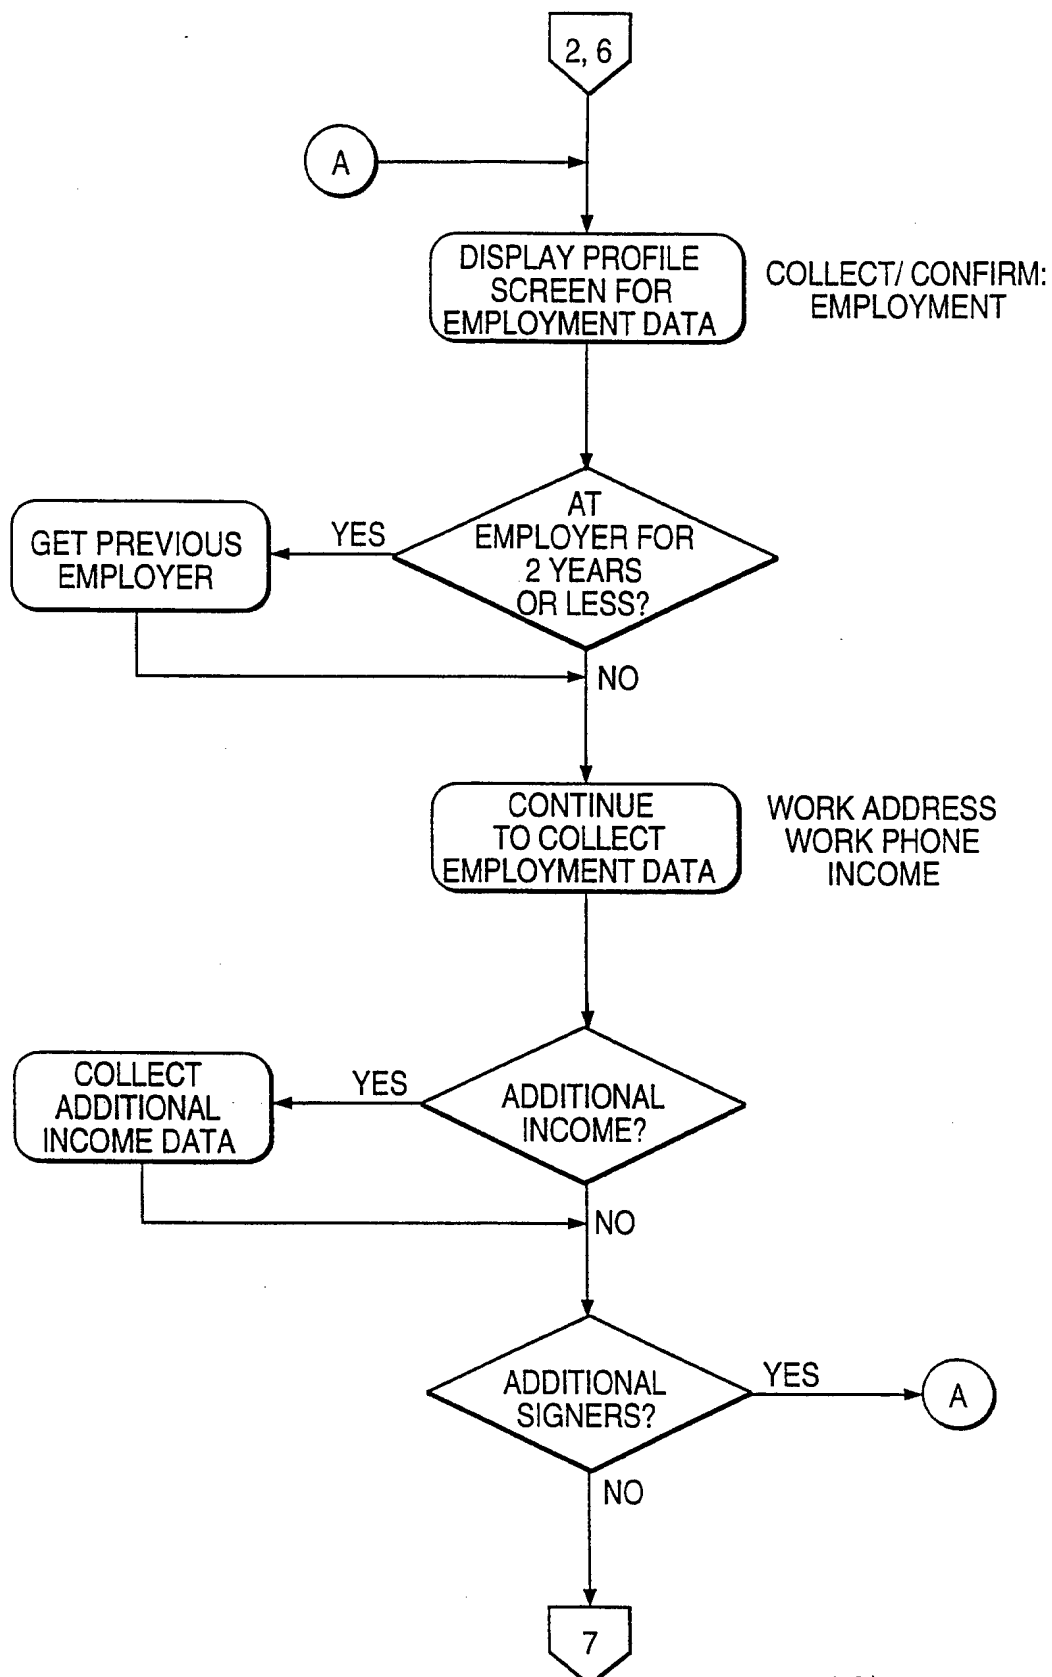 2, 6
A
DISPLAY PROFILE
SCREEN FOR
EMPLOYMENT DATA
COLLECT/ CONFIRM:
EMPLOYMENT
AT
EMPLOYER FOR
2 YEARS
OR LESS?
YES
GET PREVIOUS
EMPLOYER
NO
CONTINUE
TO COLLECT
EMPLOYMENT DATA
WORK ADDRESS
WORK PHONE
INCOME
ADDITIONAL
INCOME?
YES
COLLECT
ADDITIONAL
INCOME DATA
NO
ADDITIONAL
SIGNERS?
YES
A
NO
7